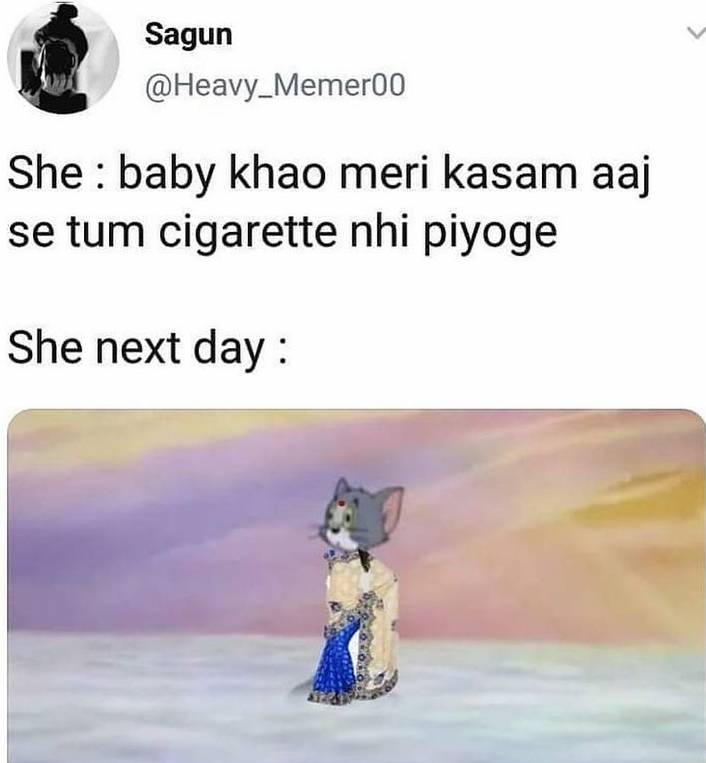 Sagun
@Heavy_Memer00
She : baby khao meri kasam aaj
se tum cigarette nhi piyoge
She next day :